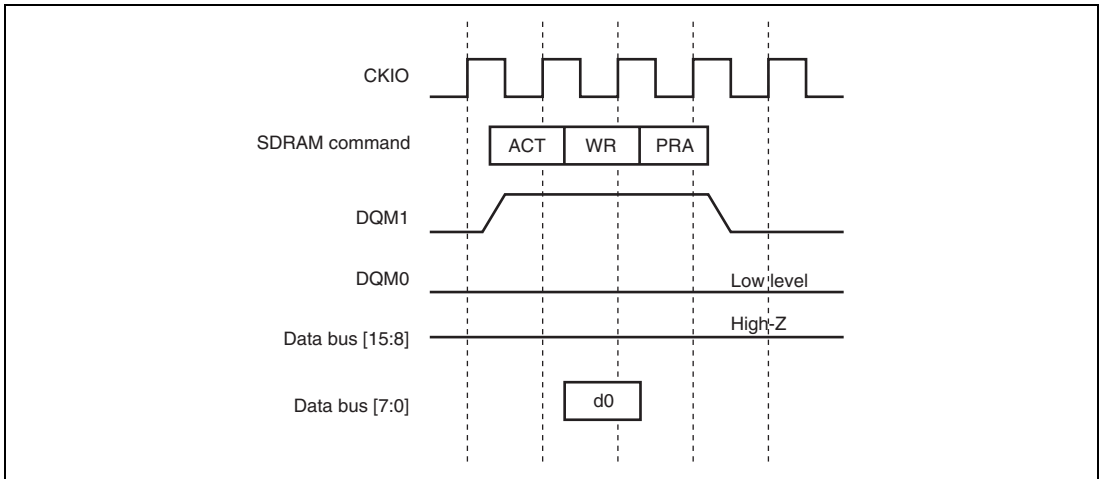 CKIO
SDRAM command
ACT WR PRA
DQM1
DQM0
Low level
Data bus [15:8]
High-Z
Data bus [7:0]
d0